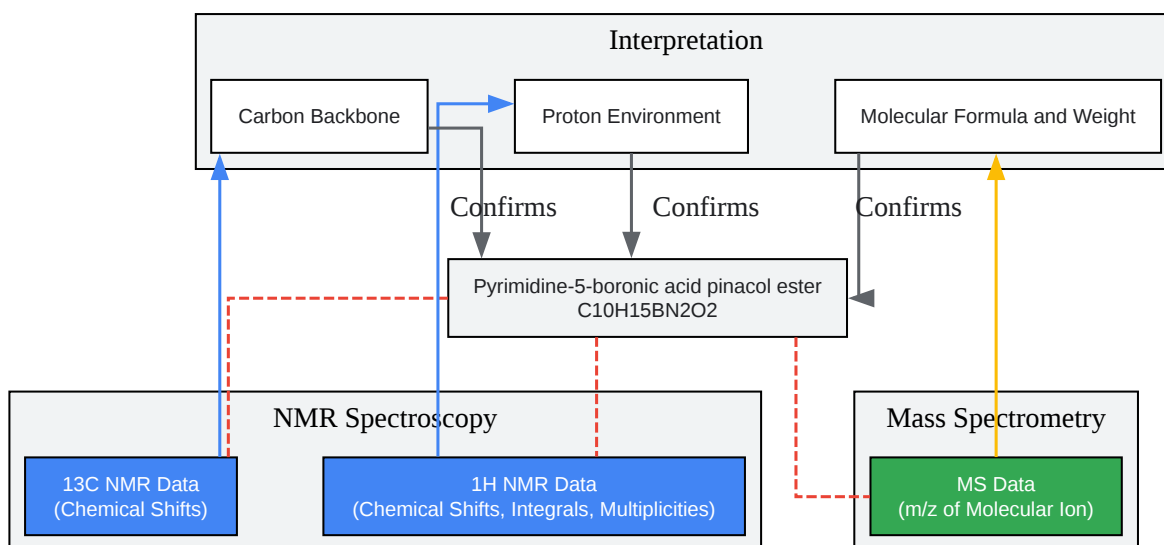 Interpretation
Carbon Backbone
Proton Environment
Molecular Formula and Weight
Confirms
Confirms
Confirms
Pyrimidine-5-boronic acid pinacol ester
C10H15BN2O2
NMR Spectroscopy
Mass Spectrometry
13C NMR Data
(Chemical Shifts)
1H NMR Data
(Chemical Shifts, Integrals, Multiplicities)
MS Data
(m/z of Molecular Ion)